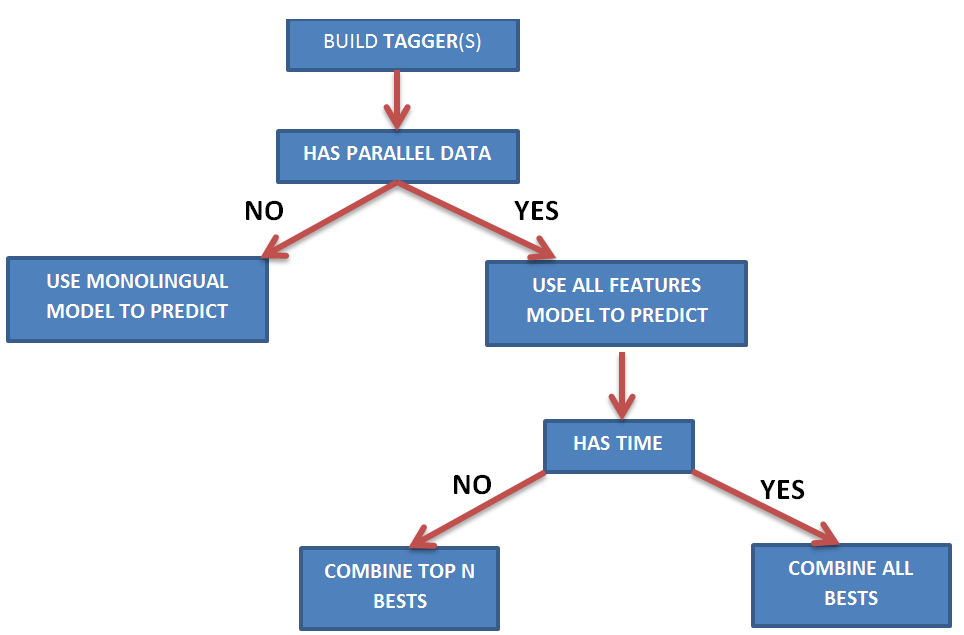 BUILD TAGGER(S)
HAS PARALLEL DATA
NO
YES
USE MONOLINGUAL
MODEL TO PREDICT
USE ALL FEATURES
MODEL TO PREDICT
HAS TIME
NO
YES
COMBINE TOP N
BESTS
COMBINE ALL
BESTS